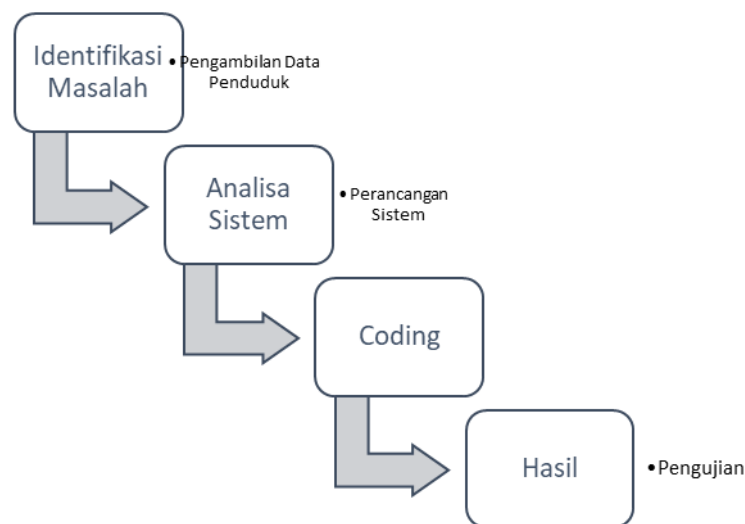 Identifikasi
Masalah
• Pengambilan Data
Penduduk
Analisa
Sistem
• Perancangan
Sistem
Coding
Hasil
• Pengujian